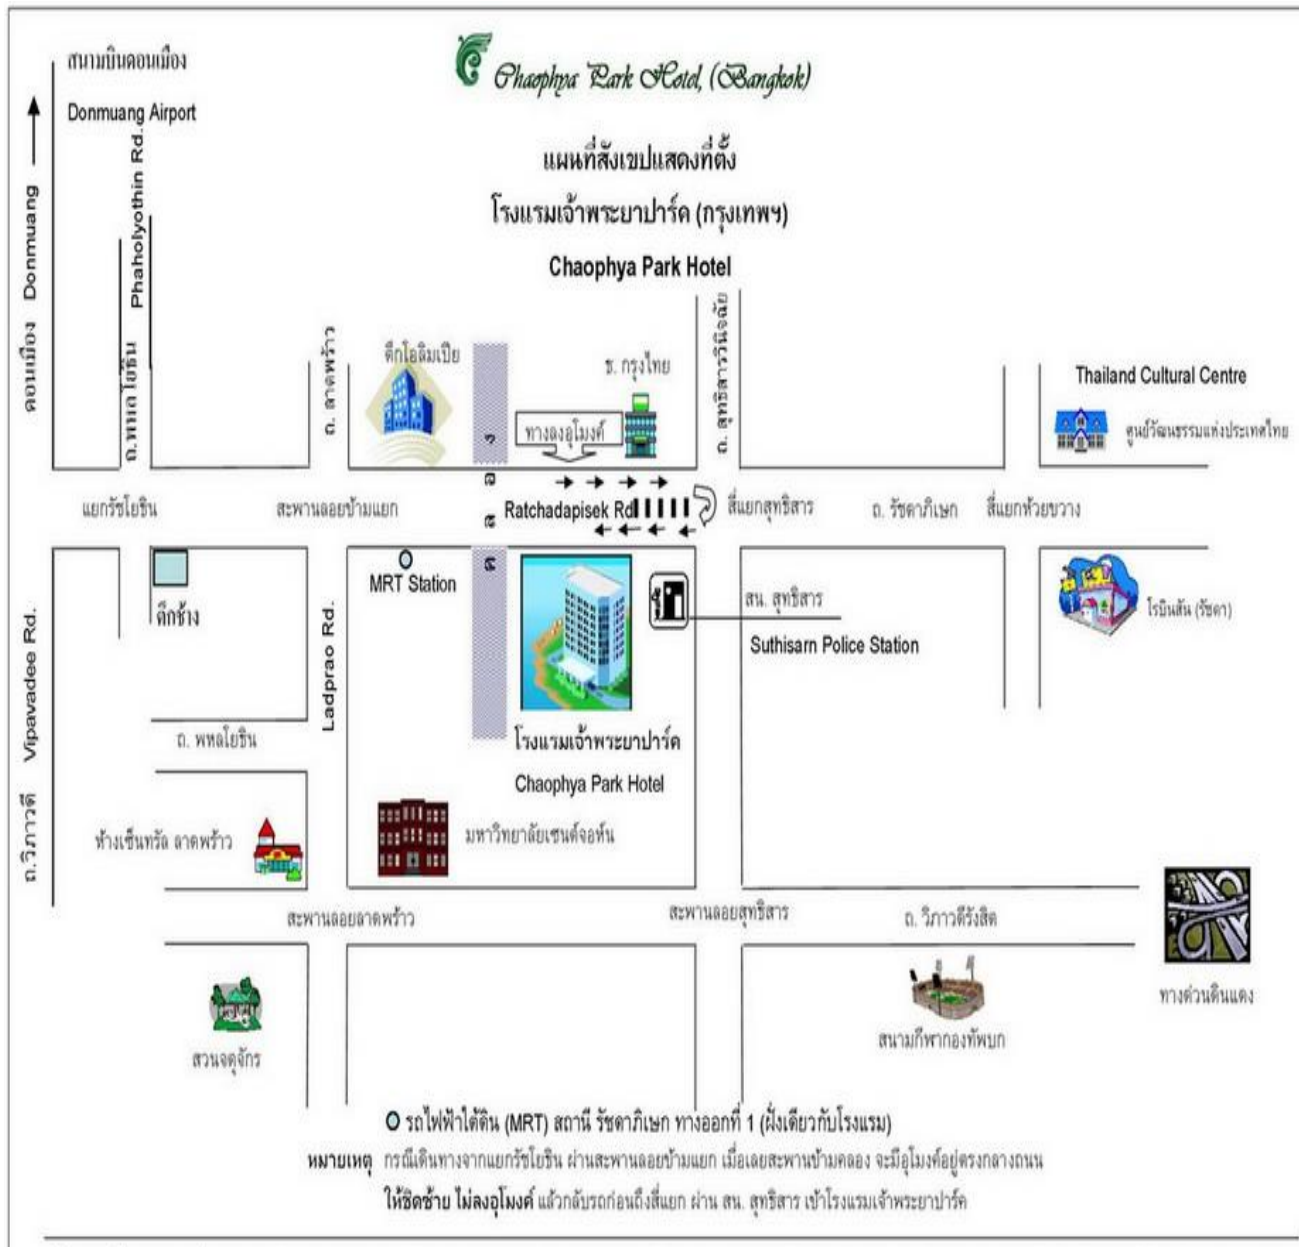 สนามบินดอนเมือง
Donmuang Airport
Chaophya Park Hotel, (Bangkok)
แผนที่สังเขปแสดงที่ตั้ง
โรงแรมเจ้าพระยาปาร์ค (กรุงเทพฯ)
Chaophya Park Hotel
ดอนเมือง Donmuang
ถ.พหลโยธิน Phaholyothin Rd.
ถ. ลาดพร้าว
ตึกโอลิมเปีย
คลอง
ทางลงอุโมงค์
ธ. กรุงไทย
ถ. สุทธิสารวินิจฉัย
Thailand Cultural Centre
ศูนย์วัฒนธรรมแห่งประเทศไทย
แยกรัชโยธิน
สะพานลอยข้ามแยก
Ratchadapisek Rd
สี่แยกสุทธิสาร
ถ. รัชดาภิเษก
สี่แยกห้วยขวาง
ถ.วิภาวดี Vipavadee Rd.
ตึกช้าง
Ladprao Rd.
MRT Station
สน. สุทธิสาร
Suthisarn Police Station
โรบินสัน (รัชดา)
ถ. พหลโยธิน
โรงแรมเจ้าพระยาปาร์ค
Chaophya Park Hotel
ห้างเซ็นทรัล ลาดพร้าว
มหาวิทยาลัยเซนต์จอห์น
สะพานลอยลาดพร้าว
สะพานลอยสุทธิสาร
ถ. วิภาวดีรังสิต
ทางด่วนดินแดง
สวนจตุจักร
สนามกีฬากองทัพบก
รถไฟฟ้าใต้ดิน (MRT) สถานี รัชดาภิเษก ทางออกที่ 1 (ฝั่งเดียวกับโรงแรม)
หมายเหตุ กรณีเดินทางจากแยกรัชโยธิน ผ่านสะพานลอยข้ามแยก เมื่อเลยสะพานข้ามคลอง จะมีอุโมงค์อยู่ตรงกลางถนน
ให้ชิดซ้าย ไม่ลงอุโมงค์ แล้วกลับรถก่อนถึงสี่แยก ผ่าน สน. สุทธิสาร เข้าโรงแรมเจ้าพระยาปาร์ค